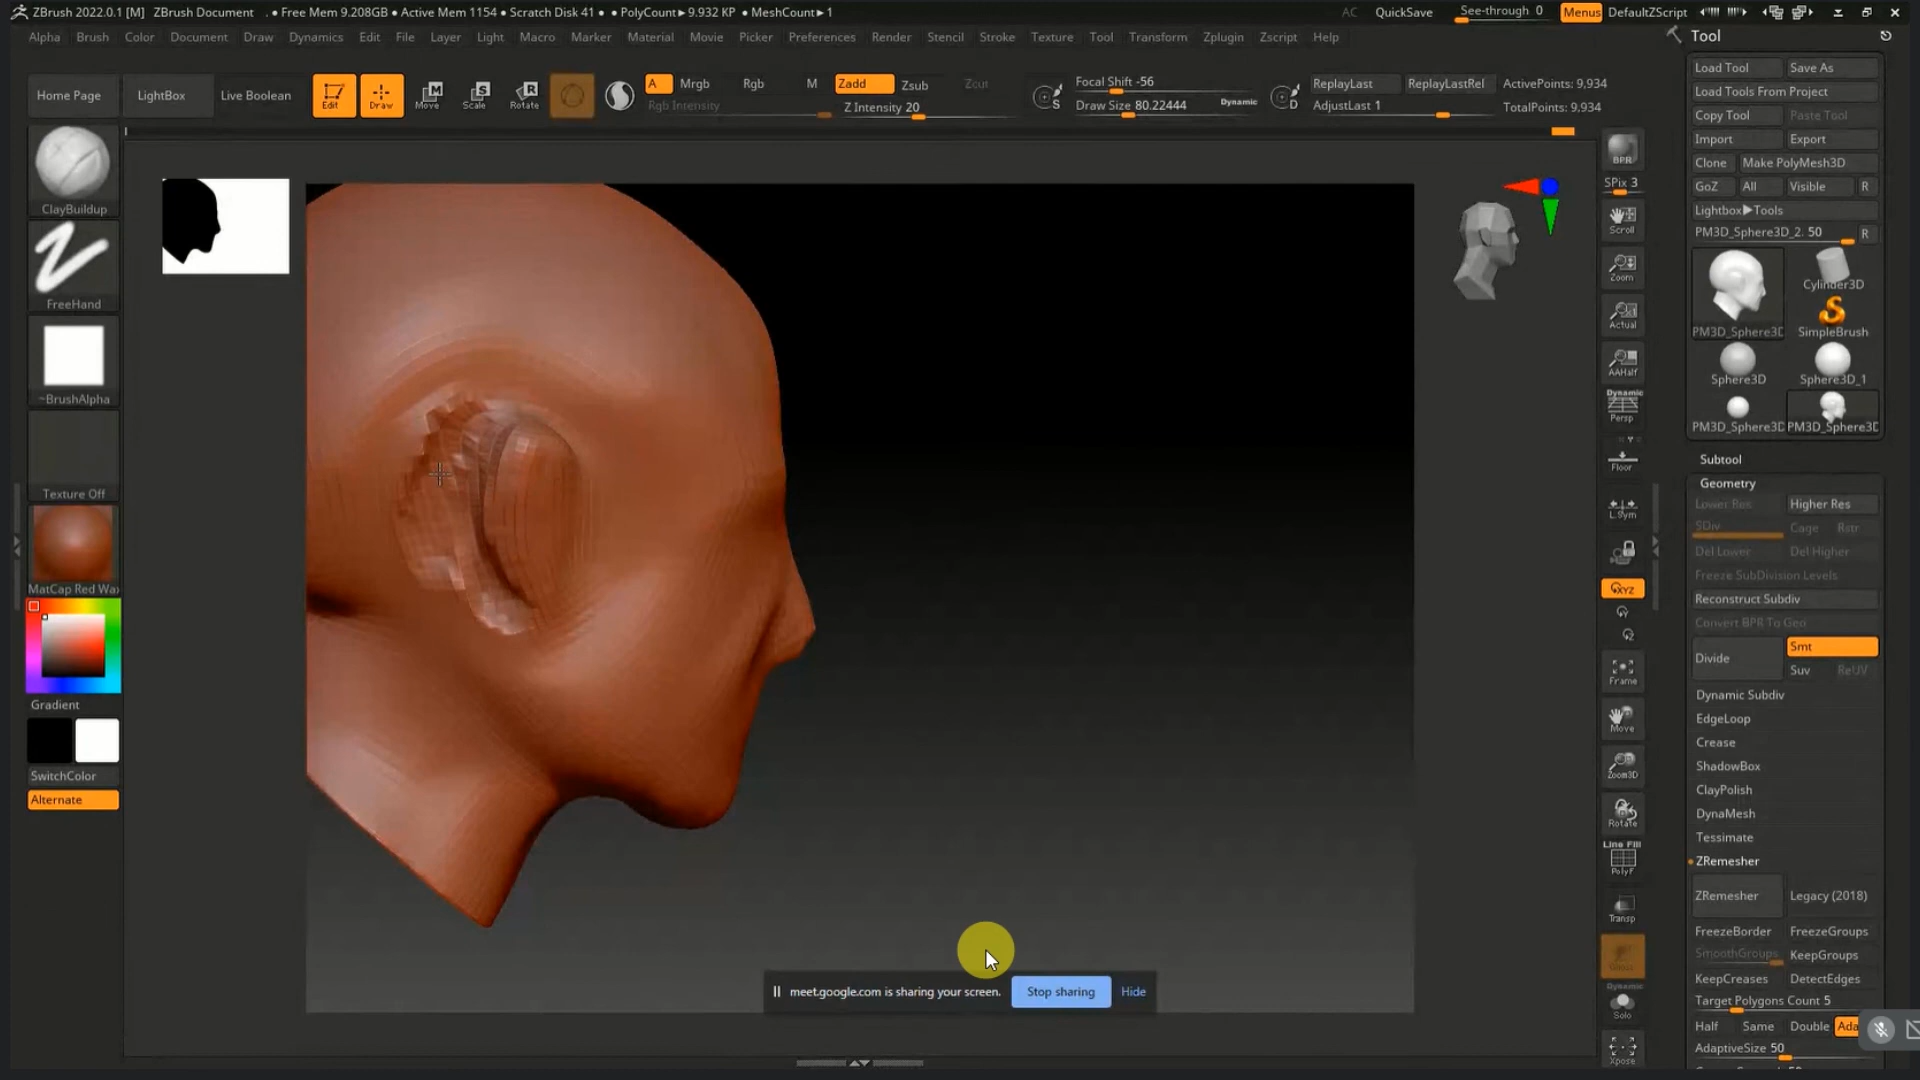 ZBrush 2022.0.1 [M] ZBrush Document . • Free Mem 9.208GB • Active Mem 1154 • Scratch Disk 41 • • PolyCount► 9.932 KP • MeshCount► 1
AC QuickSave See-through 0 Menus DefaultZScript
Alpha Brush Color Document Draw Dynamics Edit File Layer Light Macro Marker Material Movie Picker Preferences Render Stencil Stroke Texture Tool Transform Zplugin Zscript Help
Home Page LightBox Live Boolean
Edit Draw Move Scale Rotate
A Mrgb Rgb M Zadd Zsub Zcut
Rgb Intensity Z Intensity 20
Focal Shift -56
Draw Size 80.22444 Dynamic
ReplayLast ReplayLastRel ActivePoints: 9,934
AdjustLast 1 TotalPoints: 9,934
ClayBuildup
FreeHand
~BrushAlpha
Texture Off
MatCap Red Wax
Gradient
SwitchColor
Alternate
meet.google.com is sharing your screen. Stop sharing Hide
BPR
SPix 3
Scroll
Zoom
Actual
AAHalf
Dynamic
Persp
Floor
L.Sym
XYZ
Frame
Move
Zoom3D
Rotate
Line Fill
PolyF
Transp
Dynamic
Solo
Xpose
Tool
Load Tool Save As
Load Tools From Project
Copy Tool Paste Tool
Import Export
Clone Make PolyMesh3D
GoZ All Visible R
Lightbox►Tools
PM3D_Sphere3D_2. 50 R
PM3D_Sphere3D Cylinder3D
SimpleBrush
Sphere3D Sphere3D_1
PM3D_Sphere3D PM3D_Sphere3D
Subtool
Geometry
Lower Res Higher Res
SDiv Cage Rstr
Del Lower Del Higher
Freeze SubDivision Levels
Reconstruct Subdiv
Convert BPR To Geo
Divide Smt
Suv ReUV
Dynamic Subdiv
EdgeLoop
Crease
ShadowBox
ClayPolish
DynaMesh
Tessimate
ZRemesher
ZRemesher Legacy (2018)
FreezeBorder FreezeGroups
SmoothGroups KeepGroups
KeepCreases DetectEdges
Target Polygons Count 5
Half Same Double Ada
AdaptiveSize 50